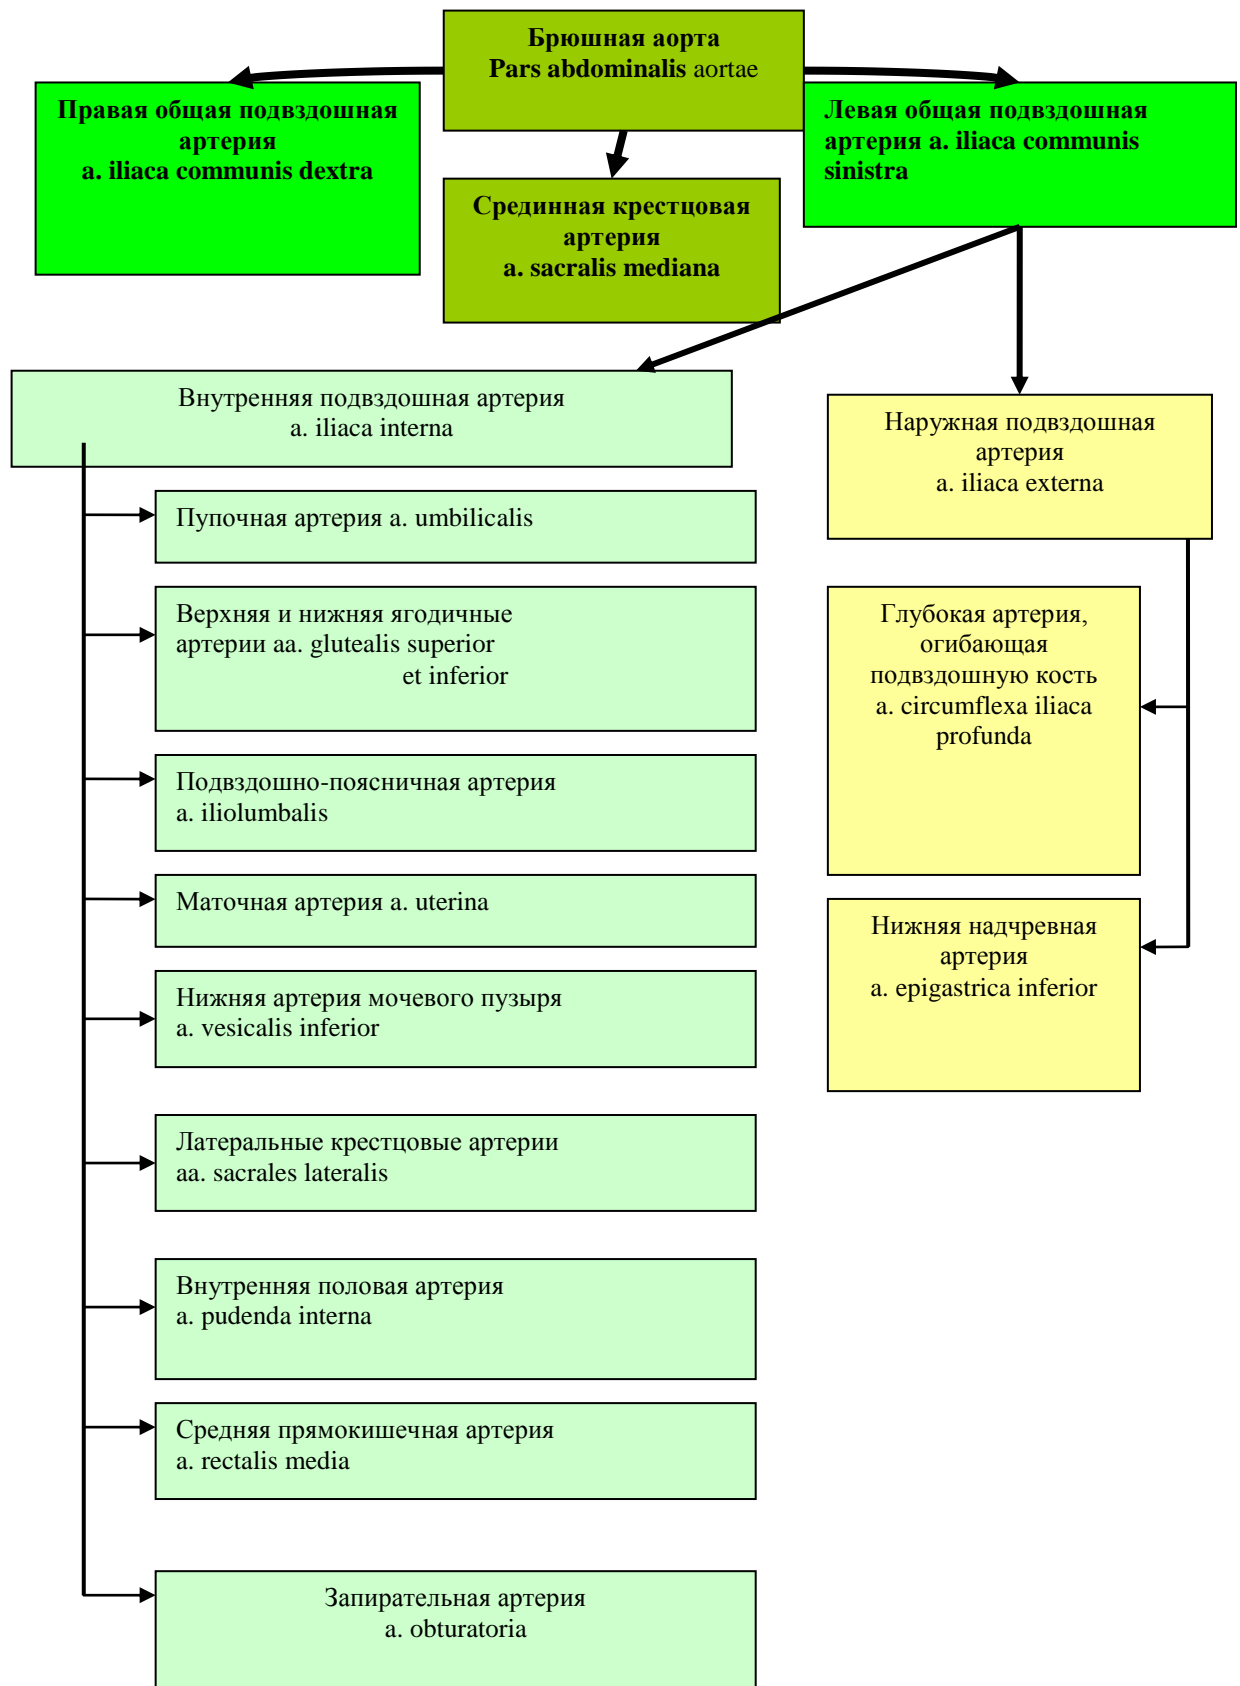 Брюшная аорта
Pars abdominalis aortae
Правая общая подвздошная
артерия
a. iliaca communis dextra
Левая общая подвздошная
артерия a. iliaca communis
sinistra
Срединная крестцовая
артерия
a. sacralis mediana
Внутренняя подвздошная артерия
a. iliaca interna
Наружная подвздошная
артерия
a. iliaca externa
Пупочная артерия a. umbilicalis
Верхняя и нижняя ягодичные
артерии aa. glutealis superior
et inferior
Подвздошно-поясничная артерия
a. iliolumbalis
Маточная артерия a. uterina
Нижняя артерия мочевого пузыря
a. vesicalis inferior
Латеральные крестцовые артерии
aa. sacrales lateralis
Внутренняя половая артерия
a. pudenda interna
Средняя прямокишечная артерия
a. rectalis media
Запирательная артерия
a. obturatoria
Глубокая артерия,
огибающая
подвздошную кость
a. circumflexa iliaca
profunda
Нижняя надчревная
артерия
a. epigastrica inferior